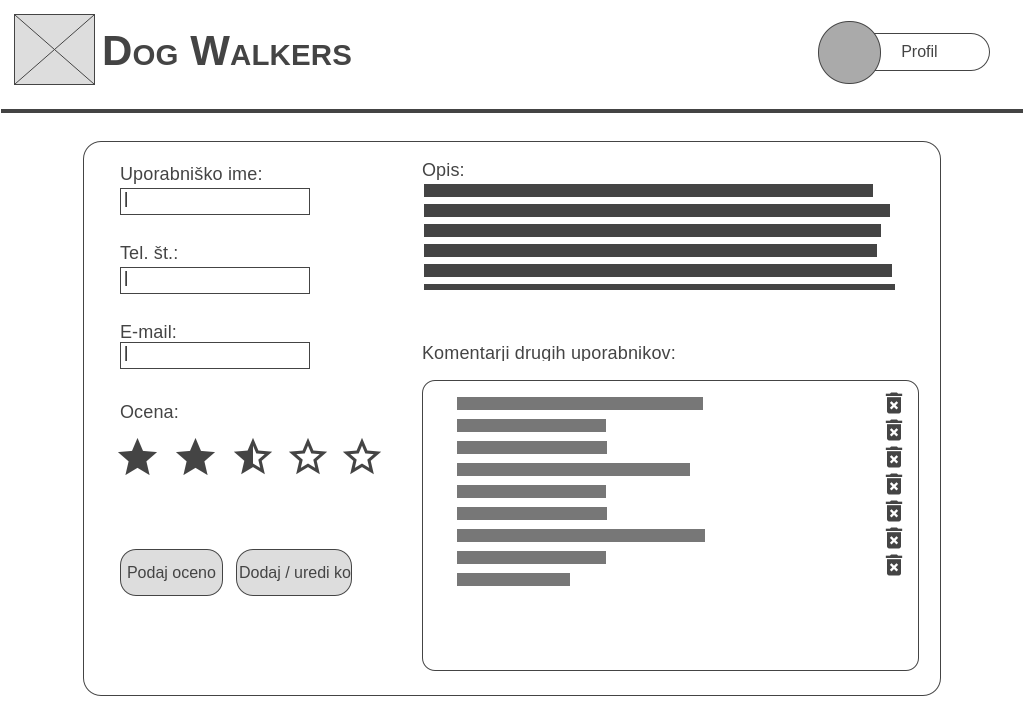 Dog Walkers
Profil
Uporabniško ime:
Tel. št.:
E-mail:
Ocena:
Podaj oceno
Dodaj / uredi ko
Opis:
Komentarji drugih uporabnikov: